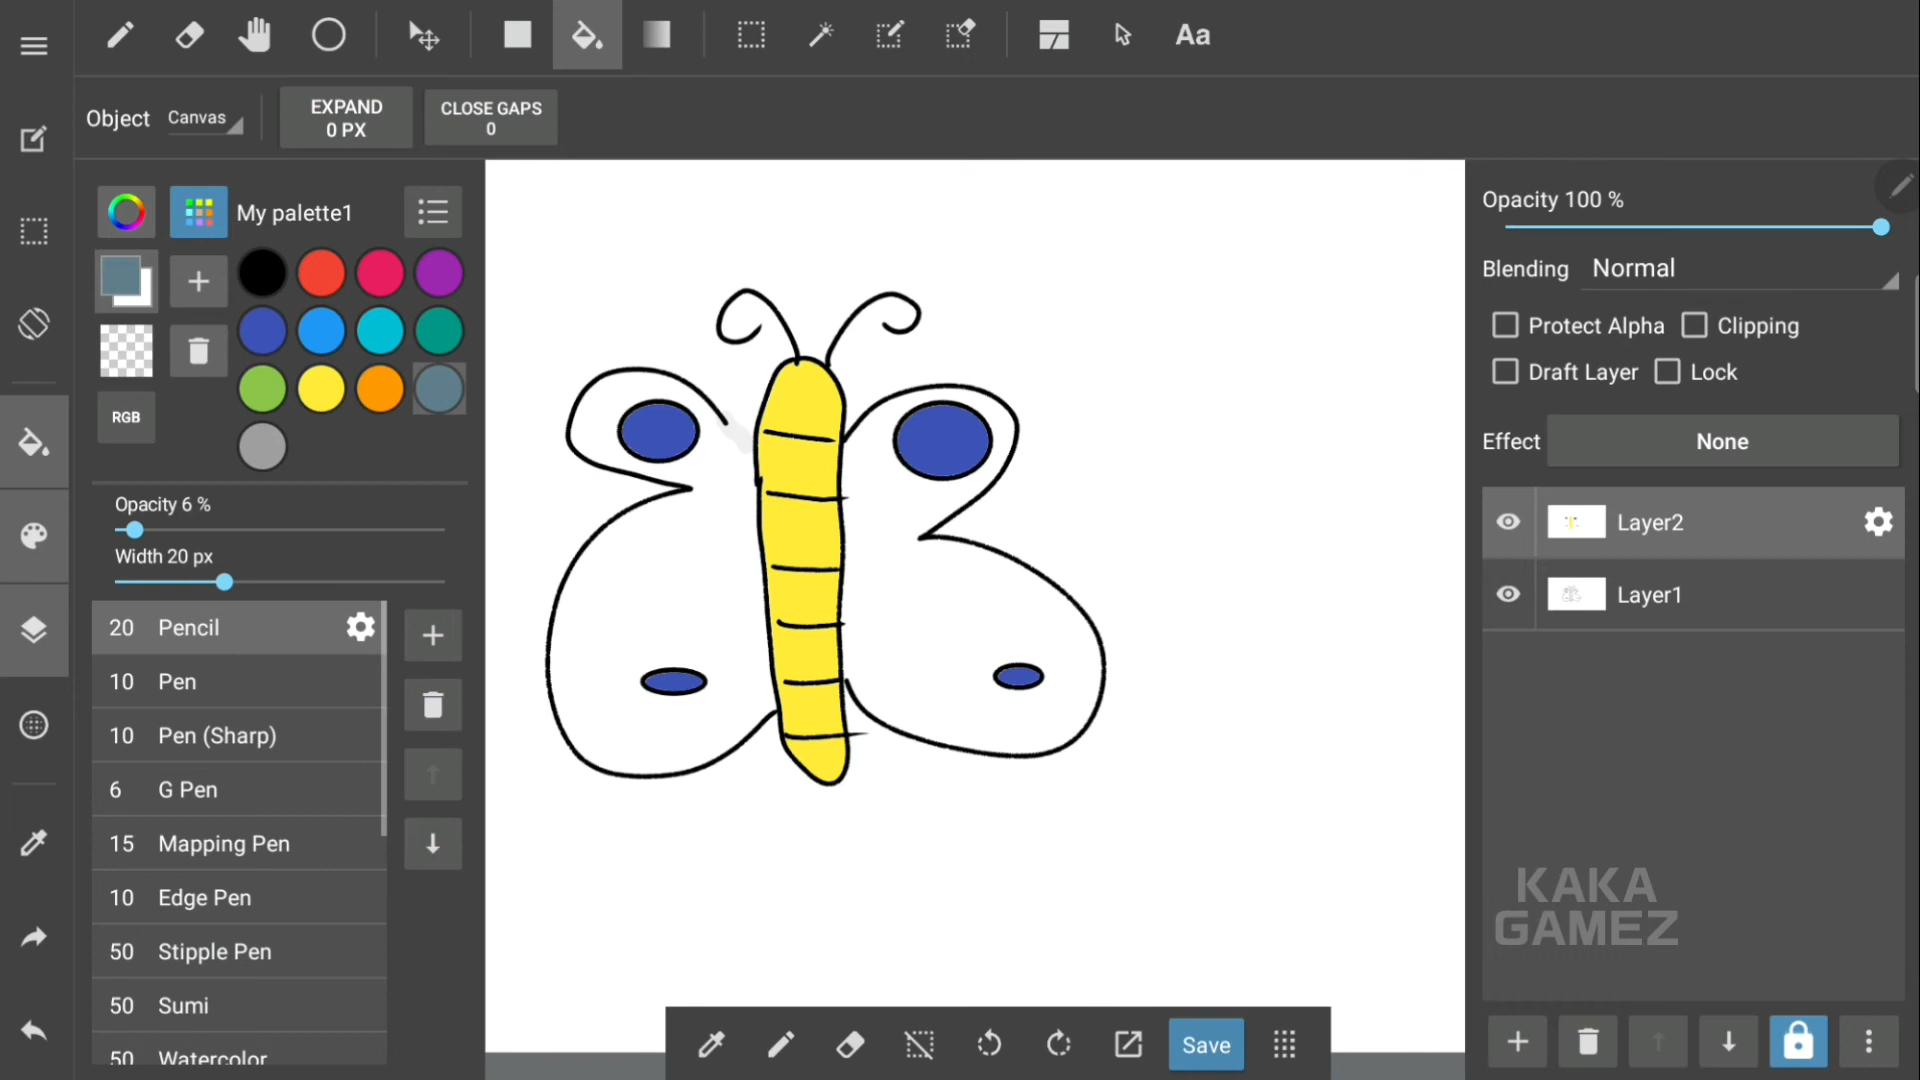 Aa
Object Canvas
EXPAND
0 PX
CLOSE GAPS
0
My palette1
RGB
Opacity 6 %
Width 20 px
20 Pencil
10 Pen
10 Pen (Sharp)
6 G Pen
15 Mapping Pen
10 Edge Pen
50 Stipple Pen
50 Sumi
50 Watercolor
Save
Opacity 100 %
Blending Normal
Protect Alpha Clipping
Draft Layer Lock
Effect None
Layer2
Layer1
KAKA
GAMEZ